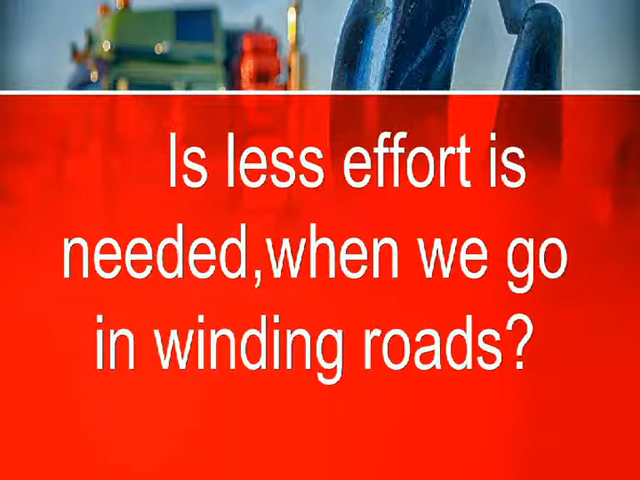 Is less effort is
needed,when we go
in winding roads?